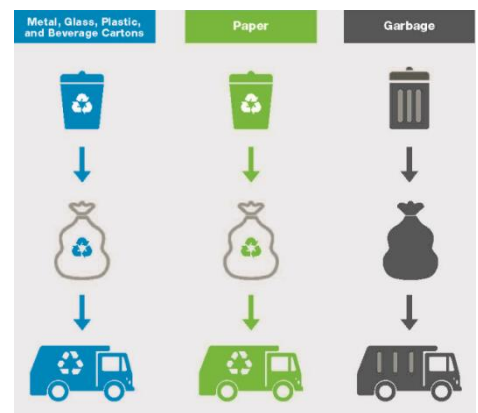 Metal, Glass, Plastic,
and Beverage Cartons
Paper
Garbage